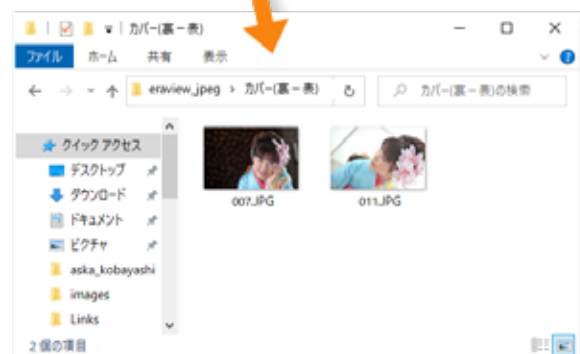 カバー(裏－表)
ファイル ホーム 共有 表示
eraview_jpeg › カバー(裏－表)
カバー(裏－表)の検索
クイック アクセス
デスクトップ
ダウンロード
ドキュメント
ピクチャ
aska_kobayashi
images
Links
007.JPG
011.JPG
2 個の項目